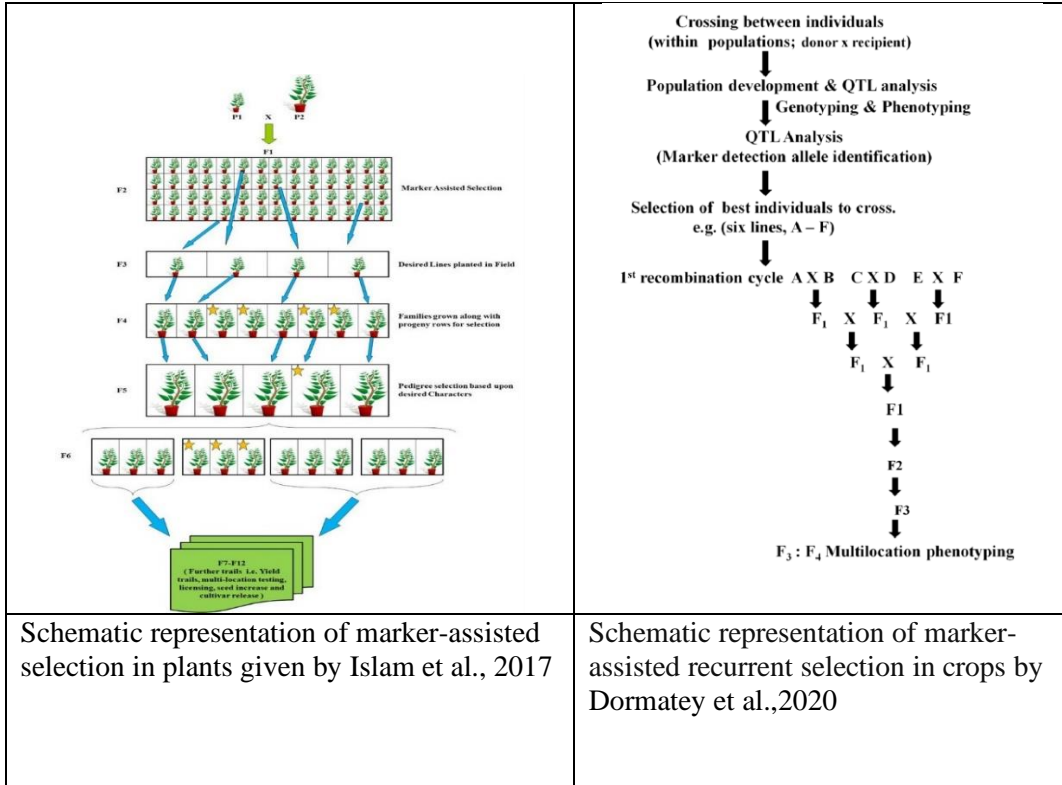 P1 X P2
F1
F2
Marker Assisted Selection
F3
Desired Lines planted in Field
F4
Families grown along with
progeny rows for selection
F5
Pedigree selection based upon
desired Characters
F6
F7-F12
( Further trails i.e. Yield
trails, multi-location testing,
licensing, seed increase and
cultivar release )
Crossing between individuals
(within populations; donor x recipient)
Population development & QTL analysis
Genotyping & Phenotyping
QTL Analysis
(Marker detection allele identification)
Selection of best individuals to cross.
e.g. (six lines, A – F)
1st recombination cycle A X B C X D E X F
F1 X F1 X F1
F1 X F1
F1
F2
F3
F3 : F4 Multilocation phenotyping
Schematic representation of marker-assisted
selection in plants given by Islam et al., 2017
Schematic representation of marker-
assisted recurrent selection in crops by
Dormatey et al.,2020